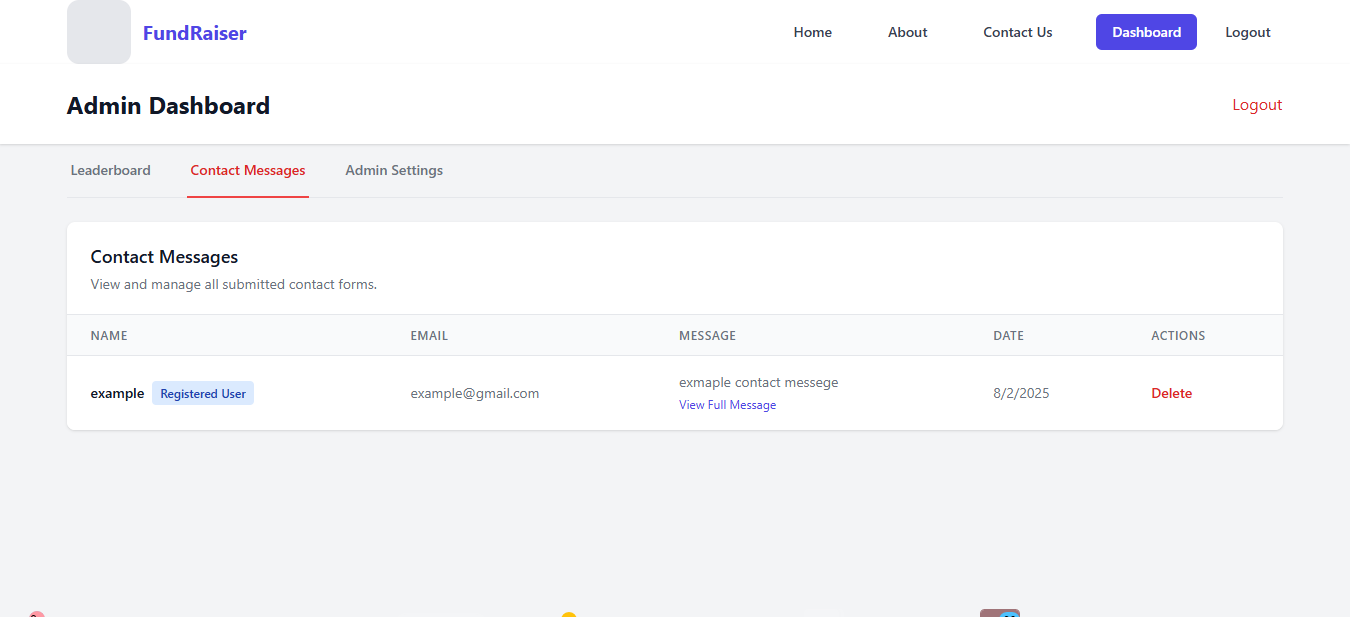 FundRaiser Home About Contact Us Dashboard Logout
Admin Dashboard Logout
Leaderboard Contact Messages Admin Settings
Contact Messages
View and manage all submitted contact forms.
NAME EMAIL MESSAGE DATE ACTIONS
example Registered User example@gmail.com exmaple contact messege 8/2/2025 Delete
View Full Message